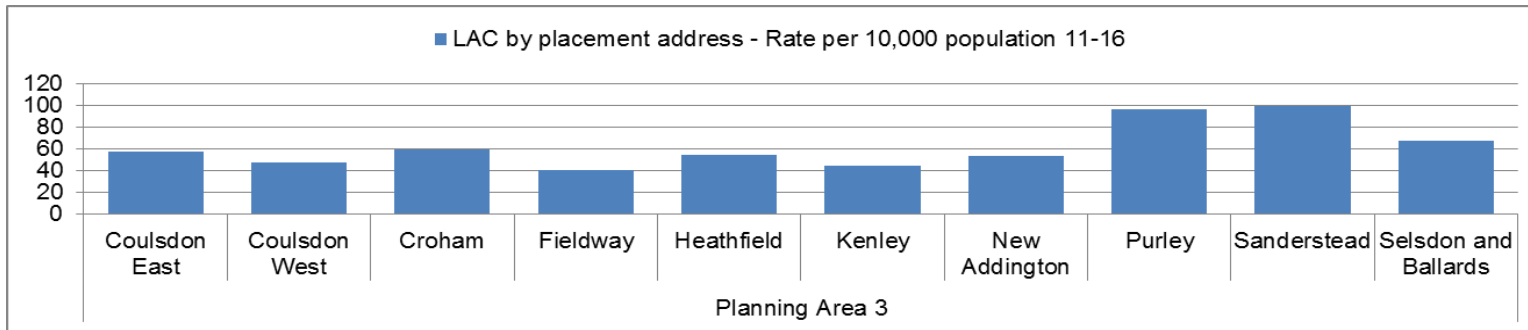 LAC by placement address - Rate per 10,000 population 11-16
120
100
80
60
40
20
0
Coulsdon East
Coulsdon West
Croham
Fieldway
Heathfield
Kenley
New Addington
Purley
Sanderstead
Selsdon and Ballards
Planning Area 3